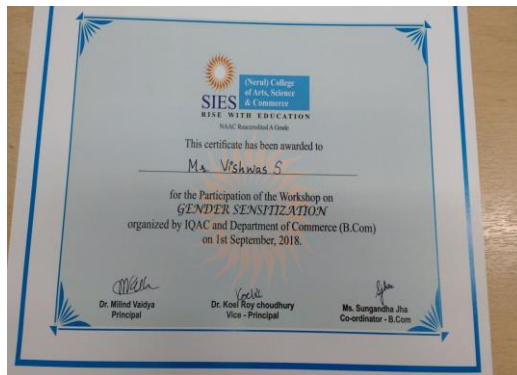 (Nerul) College
of Arts, Science
& Commerce
SIES
RISE WITH EDUCATION
NAAC Reaccredited A Grade
This certificate has been awarded to
Mr Vishwas S
for the Participation of the Workshop on
GENDER SENSITIZATION
organized by IQAC and Department of Commerce (B.Com)
on 1st September, 2018.
Dr. Milind Vaidya
Principal
Dr. Koel Roy choudhury
Vice - Principal
Ms. Sungandha Jha
Co-ordinator - B.Com